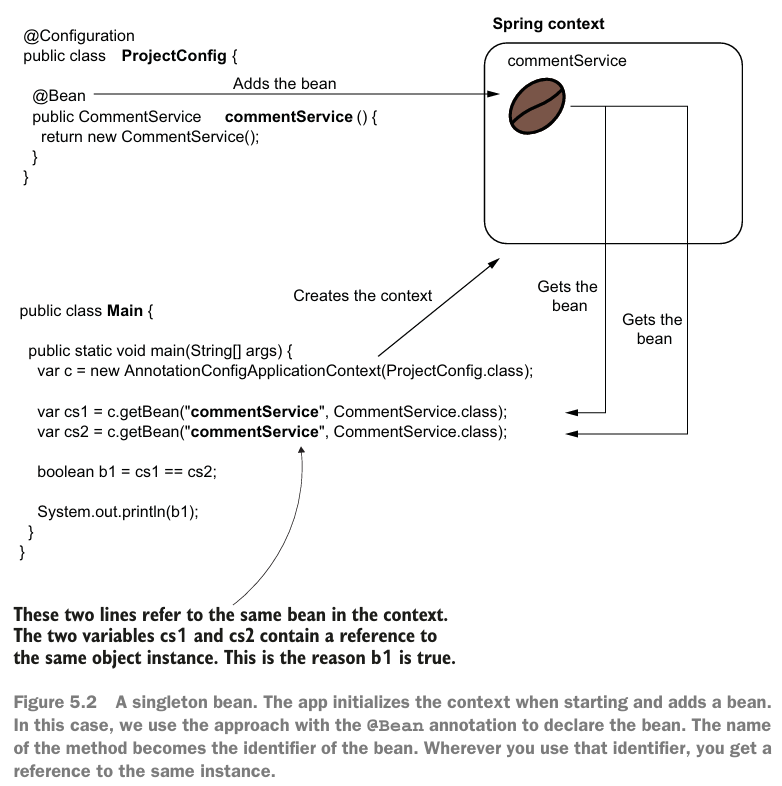 Spring context
@Configuration
public class ProjectConfig {
commentService
Adds the bean
@Bean
public CommentService commentService () {
return new CommentService();
}
}
Creates the context
Gets the
bean
Gets the
bean
public class Main {
public static void main(String[] args) {
var c = new AnnotationConfigApplicationContext(ProjectConfig.class);
var cs1 = c.getBean("commentService", CommentService.class);
var cs2 = c.getBean("commentService", CommentService.class);
boolean b1 = cs1 == cs2;
System.out.println(b1);
}
}
These two lines refer to the same bean in the context.
The two variables cs1 and cs2 contain a reference to
the same object instance. This is the reason b1 is true.
Figure 5.2 A singleton bean. The app initializes the context when starting and adds a bean.
In this case, we use the approach with the @Bean annotation to declare the bean. The name
of the method becomes the identifier of the bean. Wherever you use that identifier, you get a
reference to the same instance.